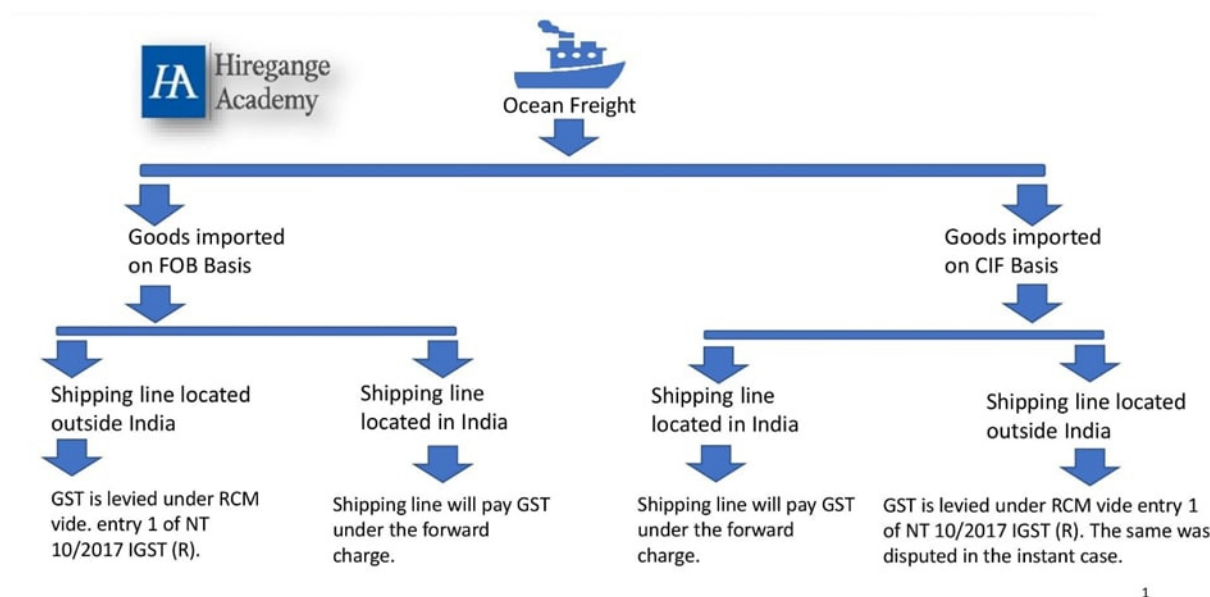 HA
Hiregange
Academy
Ocean Freight
Goods imported
on FOB Basis
Goods imported
on CIF Basis
Shipping line located
outside India
Shipping line
located in India
Shipping line
located in India
Shipping line located
outside India
GST is levied under RCM
vide. entry 1 of NT
10/2017 IGST (R).
Shipping line will pay GST
under the forward
charge.
Shipping line will pay GST
under the forward
charge.
GST is levied under RCM vide entry 1
of NT 10/2017 IGST (R). The same was
disputed in the instant case.
1